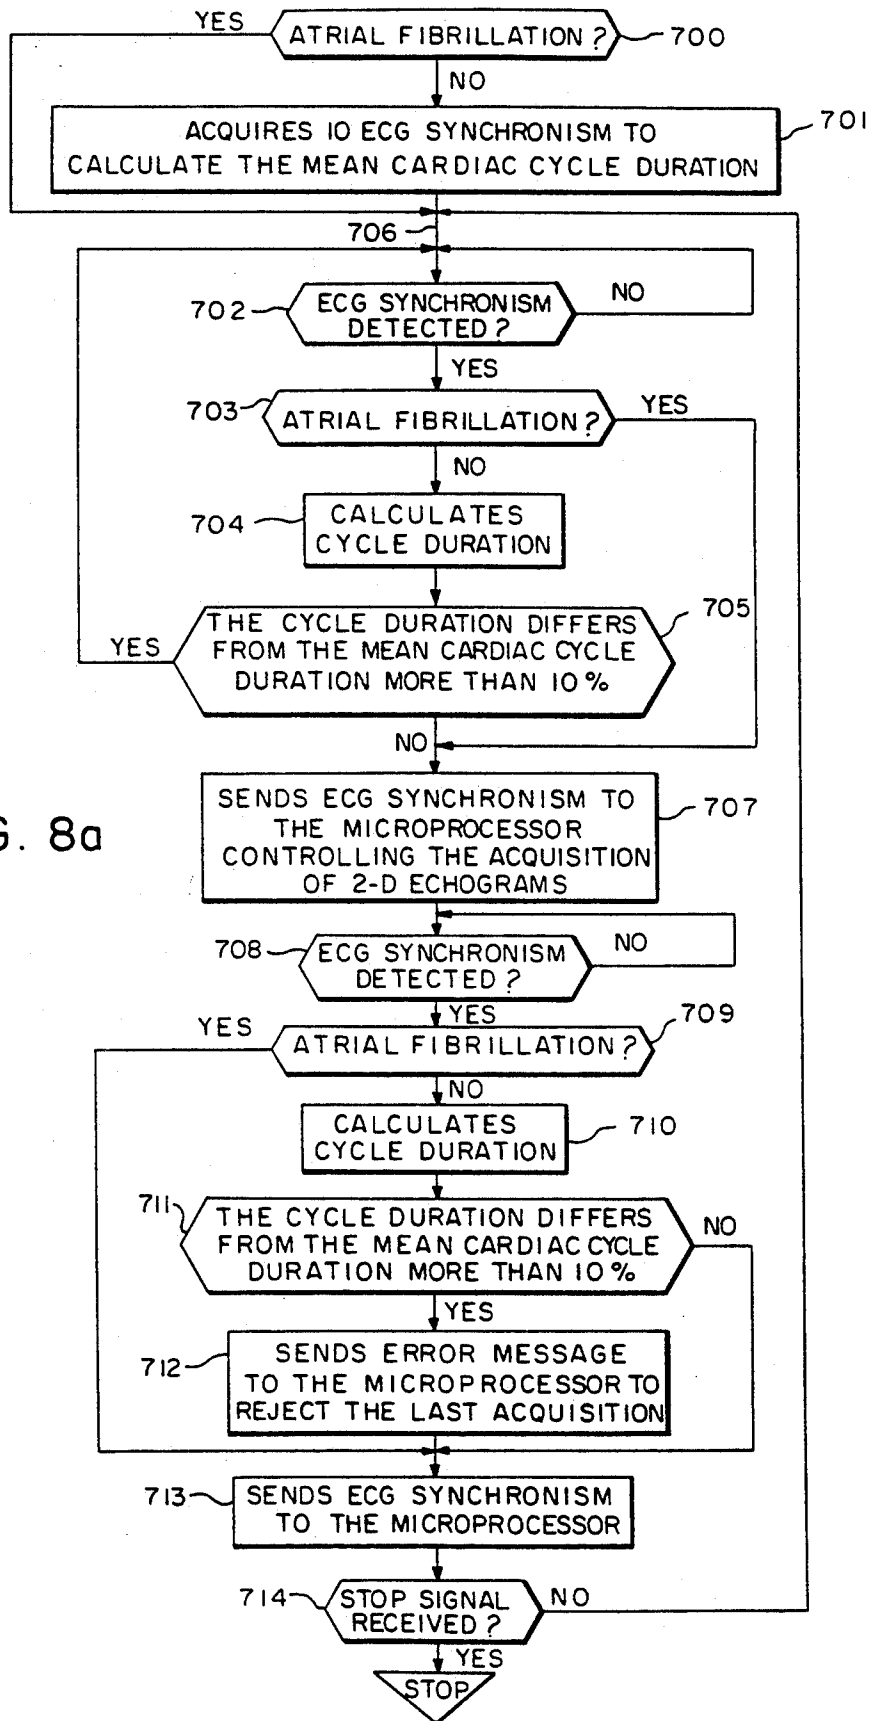 YES
ATRIAL FIBRILLATION ?
700
NO
ACQUIRES 10 ECG SYNCHRONISM TO
CALCULATE THE MEAN CARDIAC CYCLE DURATION
701
706
702
ECG SYNCHRONISM
DETECTED ?
NO
YES
703
ATRIAL FIBRILLATION ?
YES
NO
704
CALCULATES
CYCLE DURATION
705
YES
THE CYCLE DURATION DIFFERS
FROM THE MEAN CARDIAC CYCLE
DURATION MORE THAN 10 %
NO
SENDS ECG SYNCHRONISM TO
THE MICROPROCESSOR
CONTROLLING THE ACQUISITION
OF 2-D ECHOGRAMS
707
G. 8a
708
ECG SYNCHRONISM
DETECTED ?
NO
YES
YES
ATRIAL FIBRILLATION ?
709
NO
CALCULATES
CYCLE DURATION
710
711
THE CYCLE DURATION DIFFERS
FROM THE MEAN CARDIAC CYCLE
DURATION MORE THAN 10 %
NO
YES
712
SENDS ERROR MESSAGE
TO THE MICROPROCESSOR TO
REJECT THE LAST ACQUISITION
713
SENDS ECG SYNCHRONISM
TO THE MICROPROCESSOR
714
STOP SIGNAL
RECEIVED ?
NO
YES
STOP